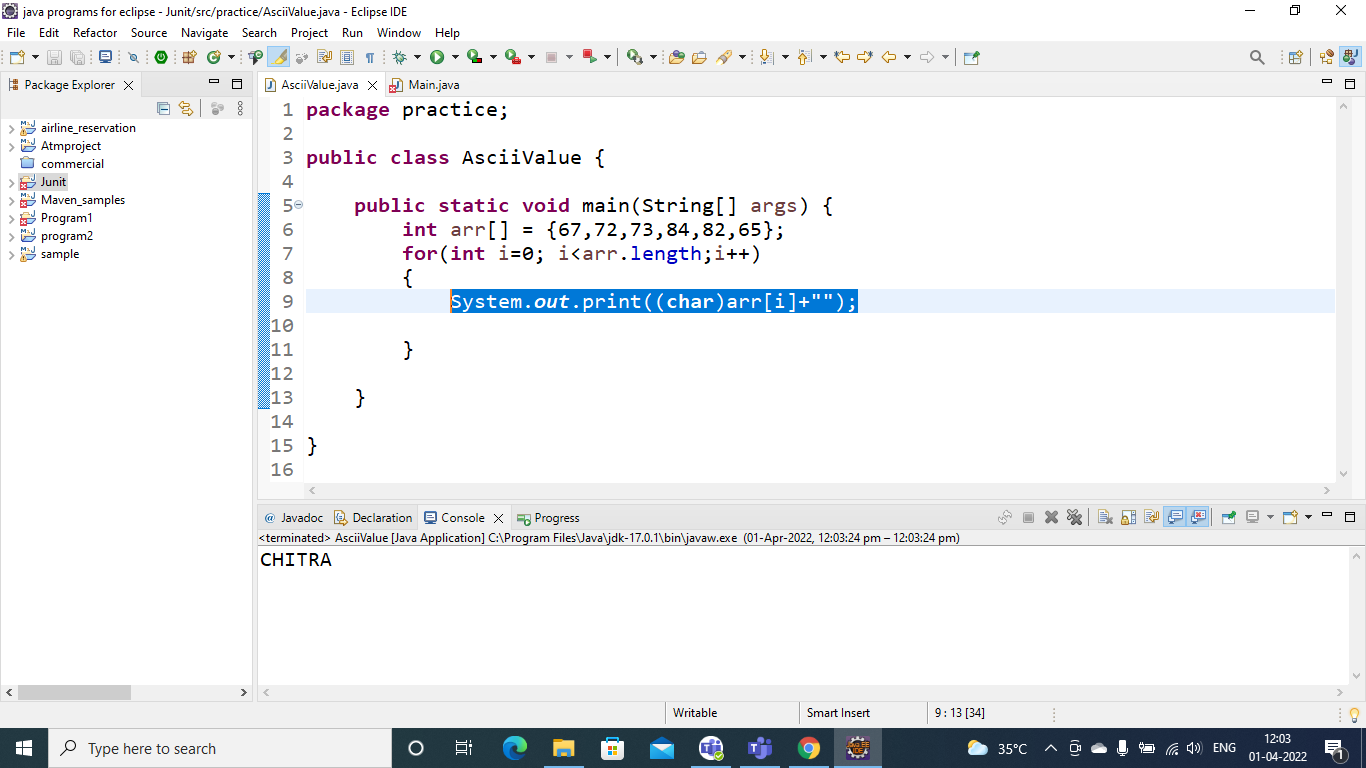 java programs for eclipse - Junit/src/practice/AsciiValue.java - Eclipse IDE
File Edit Refactor Source Navigate Search Project Run Window Help
Package Explorer
airline_reservation
Atmproject
commercial
Junit
Maven_samples
Program1
program2
sample
AsciiValue.java Main.java
1 package practice;
2
3 public class AsciiValue {
4
5 public static void main(String[] args) {
6 int arr[] = {67,72,73,84,82,65};
7 for(int i=0; i<arr.length;i++)
8 {
9 System.out.print((char)arr[i]+"");
10
11 }
12
13 }
14
15 }
16
@ Javadoc Declaration Console Progress
<terminated> AsciiValue [Java Application] C:\Program Files\Java\jdk-17.0.1\bin\javaw.exe (01-Apr-2022, 12:03:24 pm – 12:03:24 pm)
CHITRA
Writable Smart Insert 9 : 13 [34]
Type here to search
35°C ENG 12:03
01-04-2022
1